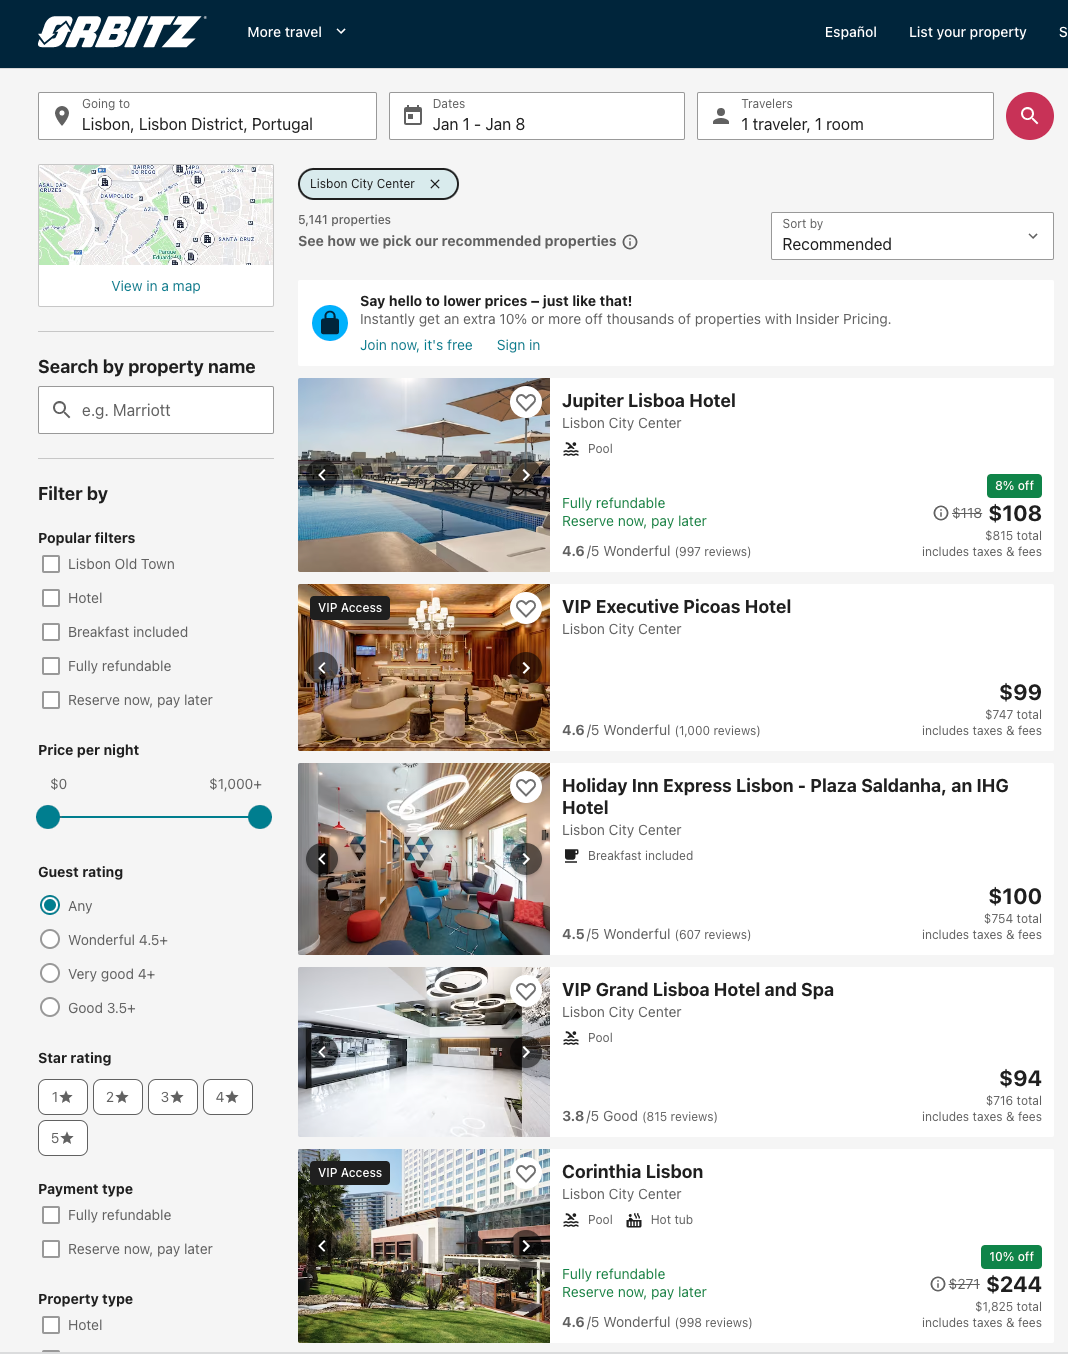 ORBITZ
More travel
Español
List your property
S
Going to
Lisbon, Lisbon District, Portugal
Dates
Jan 1 - Jan 8
Travelers
1 traveler, 1 room
View in a map
Search by property name
e.g. Marriott
Filter by
Popular filters
Lisbon Old Town
Hotel
Breakfast included
Fully refundable
Reserve now, pay later
Price per night
$0
$1,000+
Guest rating
Any
Wonderful 4.5+
Very good 4+
Good 3.5+
Star rating
1★
2★
3★
4★
5★
Payment type
Fully refundable
Reserve now, pay later
Property type
Hotel
Lisbon City Center
5,141 properties
See how we pick our recommended properties
Sort by
Recommended
Say hello to lower prices – just like that!
Instantly get an extra 10% or more off thousands of properties with Insider Pricing.
Join now, it's free
Sign in
Jupiter Lisboa Hotel
Lisbon City Center
Pool
Fully refundable
Reserve now, pay later
4.6/5 Wonderful (997 reviews)
8% off
$118 $108
$815 total
includes taxes & fees
VIP Access
VIP Executive Picoas Hotel
Lisbon City Center
4.6/5 Wonderful (1,000 reviews)
$99
$747 total
includes taxes & fees
Holiday Inn Express Lisbon - Plaza Saldanha, an IHG
Hotel
Lisbon City Center
Breakfast included
4.5/5 Wonderful (607 reviews)
$100
$754 total
includes taxes & fees
VIP Grand Lisboa Hotel and Spa
Lisbon City Center
Pool
3.8/5 Good (815 reviews)
$94
$716 total
includes taxes & fees
VIP Access
Corinthia Lisbon
Lisbon City Center
Pool
Hot tub
Fully refundable
Reserve now, pay later
4.6/5 Wonderful (998 reviews)
10% off
$271 $244
$1,825 total
includes taxes & fees